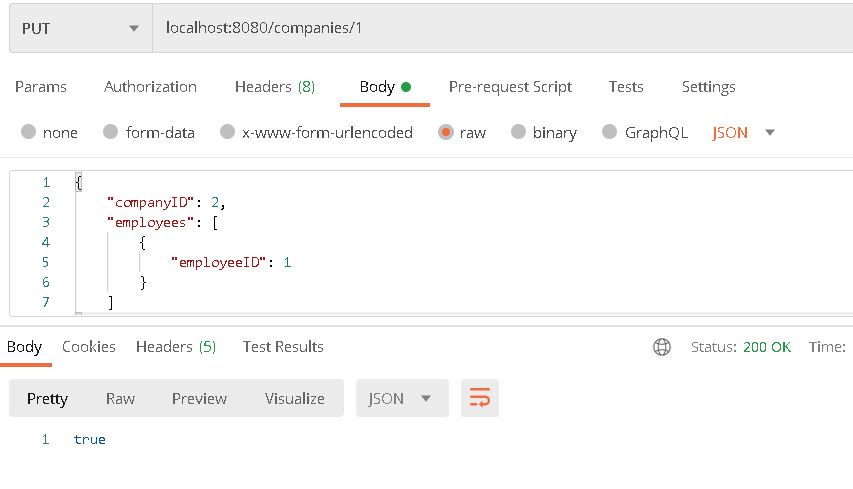 PUT localhost:8080/companies/1
Params Authorization Headers (8) Body Pre-request Script Tests Settings
none form-data x-www-form-urlencoded raw binary GraphQL JSON
1 {
2 "companyID": 2,
3 "employees": [
4 {
5 "employeeID": 1
6 }
7 ]
Body Cookies Headers (5) Test Results Status: 200 OK Time:
Pretty Raw Preview Visualize JSON
1 true